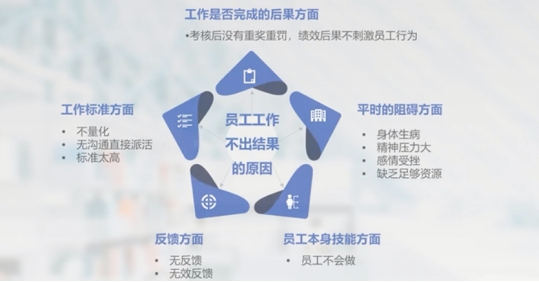 工作是否完成的后果方面
•考核后没有重奖重罚，绩效后果不刺激员工行为
工作标准方面
• 不量化
• 无沟通直接派活
• 标准太高
员工工作
不出结果
的原因
平时的阻碍方面
• 身体生病
• 精神压力大
• 感情受挫
• 缺乏足够资源
反馈方面
• 无反馈
• 无效反馈
员工本身技能方面
• 员工不会做